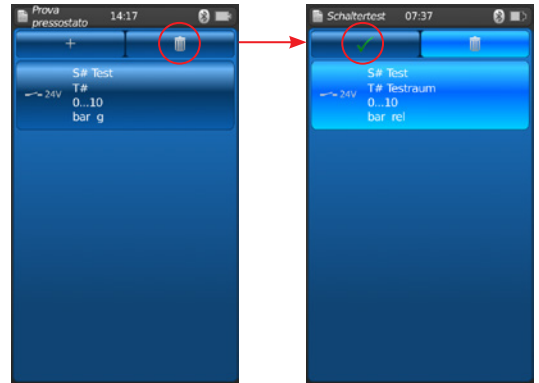 Prova
pressostato
14:17
+
S# Test
T#
24V
0...10
bar g
Schaltertest 07:37
S# Test
T# Testraum
24V
0...10
bar rel